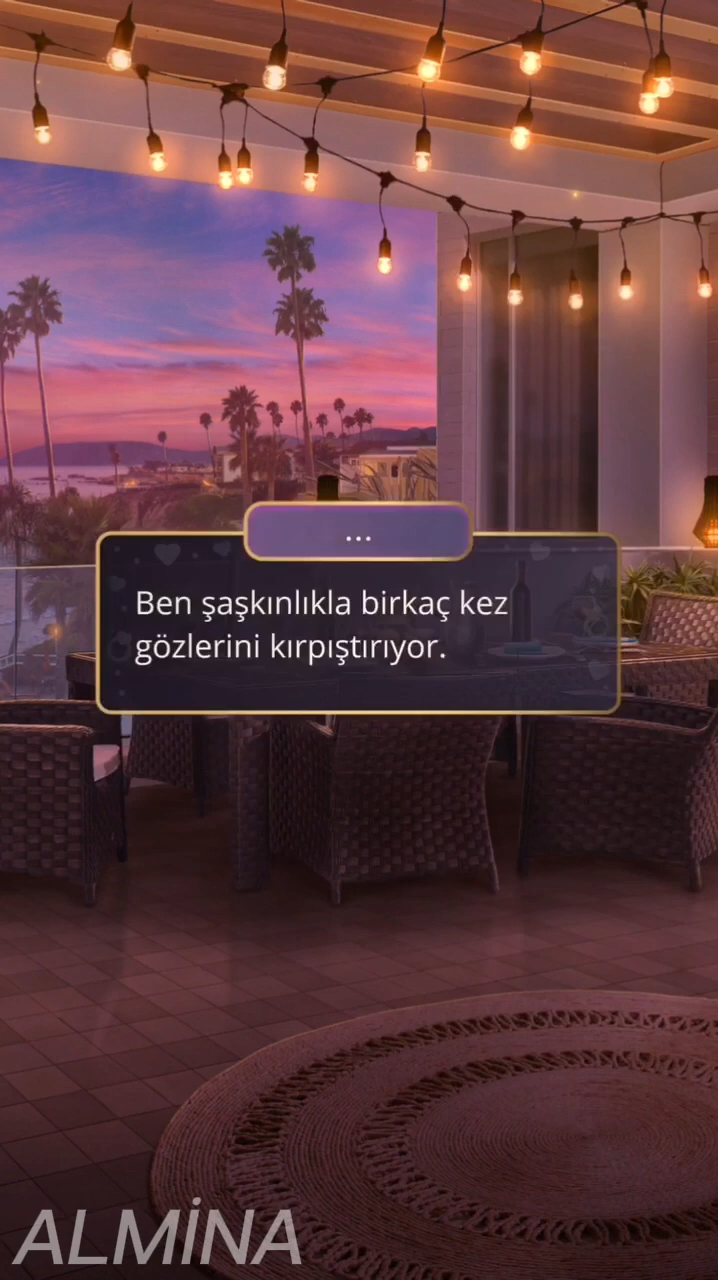 ...
Ben şaşkınlıkla birkaç kez
gözlerini kırpıştırıyor.
ALMİNA